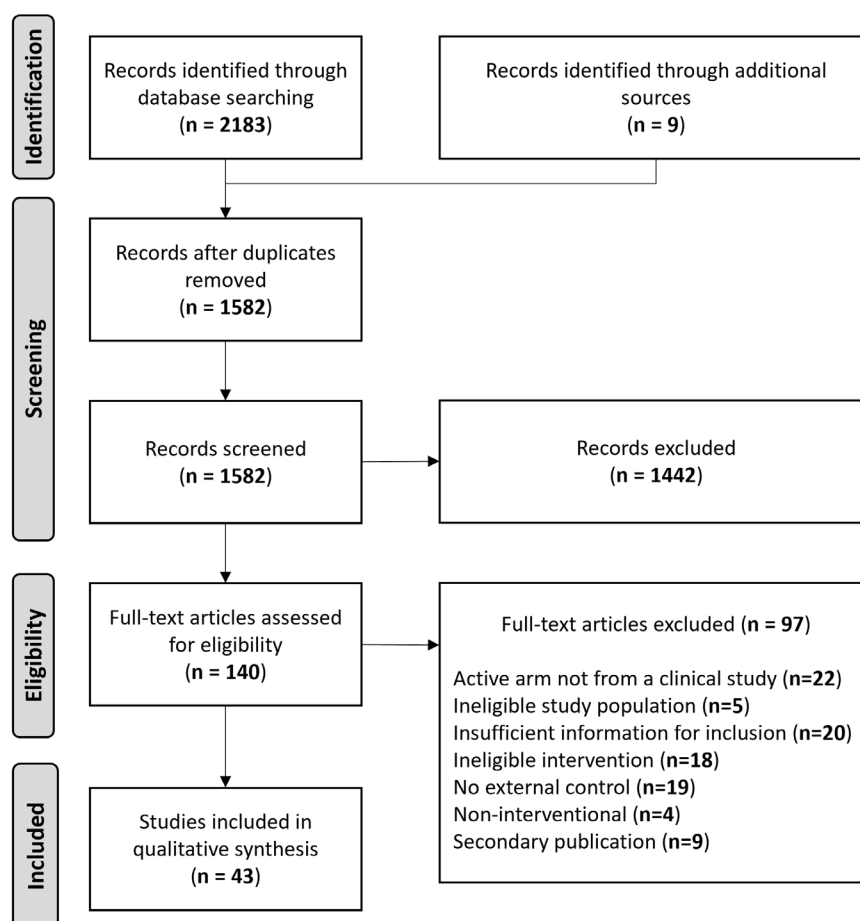 Identification
Records identified through
database searching
(n = 2183)
Records identified through additional
sources
(n = 9)
Screening
Records after duplicates
removed
(n = 1582)
Records screened
(n = 1582)
Records excluded
(n = 1442)
Eligibility
Full-text articles assessed
for eligibility
(n = 140)
Full-text articles excluded (n = 97)
Active arm not from a clinical study (n=22)
Ineligible study population (n=5)
Insufficient information for inclusion (n=20)
Ineligible intervention (n=18)
No external control (n=19)
Non-interventional (n=4)
Secondary publication (n=9)
Included
Studies included in
qualitative synthesis
(n = 43)